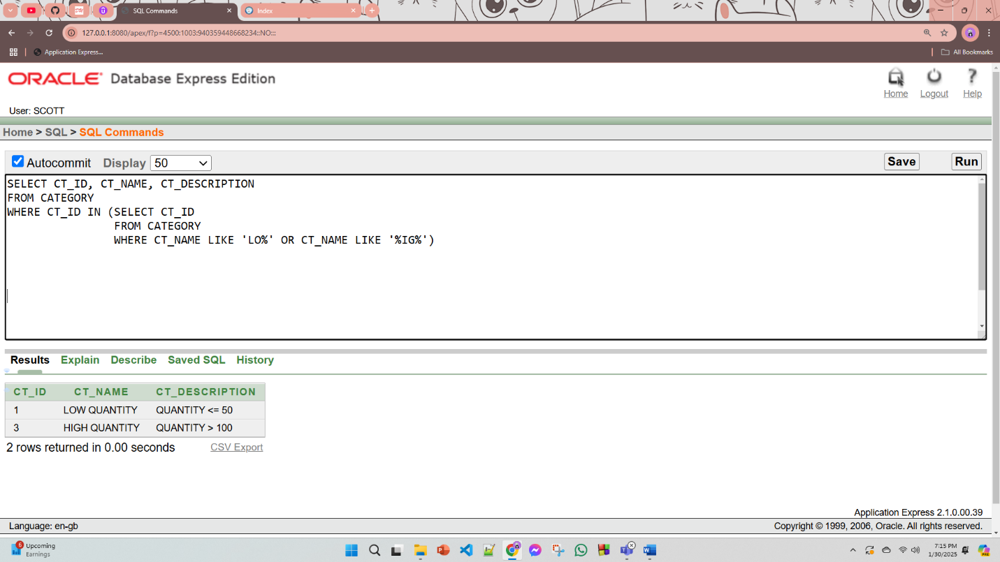 SQL Commands
Index
127.0.0.1:8080/apex/f?p=4500:1003:940359448668234::NO:::
Application Express...
All Bookmarks
ORACLE Database Express Edition
Home
Logout
Help
User: SCOTT
Home > SQL > SQL Commands
Autocommit Display 50
Save
Run
SELECT CT_ID, CT_NAME, CT_DESCRIPTION
FROM CATEGORY
WHERE CT_ID IN (SELECT CT_ID
FROM CATEGORY
WHERE CT_NAME LIKE 'LO%' OR CT_NAME LIKE '%IG%')
Results Explain Describe Saved SQL History
CT_ID CT_NAME CT_DESCRIPTION
1 LOW QUANTITY QUANTITY <= 50
3 HIGH QUANTITY QUANTITY > 100
2 rows returned in 0.00 seconds CSV Export
Application Express 2.1.0.00.39
Language: en-gb Copyright © 1999, 2006, Oracle. All rights reserved.
6
Upcoming
Earnings
7:15 PM
1/30/2025
PRE